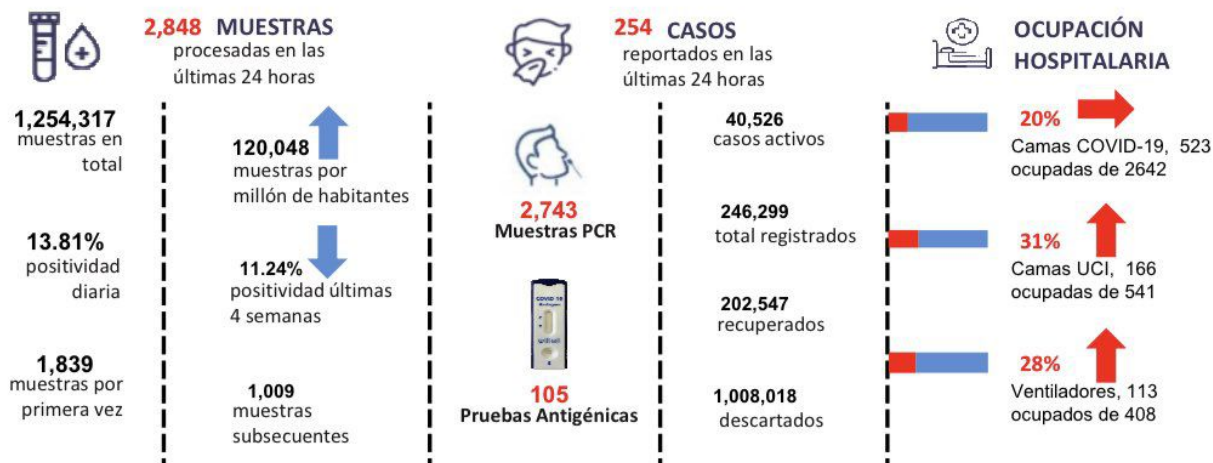 2,848 MUESTRAS
procesadas en las
últimas 24 horas
1,254,317
muestras en
total
120,048
muestras por
millón de habitantes
13.81%
positividad
diaria
11.24%
positividad últimas
4 semanas
1,839
muestras por
primera vez
1,009
muestras
subsecuentes
254 CASOS
reportados en las
últimas 24 horas
2,743
Muestras PCR
COVID 19
105
Pruebas Antigénicas
40,526
casos activos
246,299
total registrados
202,547
recuperados
1,008,018
descartados
OCUPACIÓN
HOSPITALARIA
20%
Camas COVID-19, 523
ocupadas de 2642
31%
Camas UCI, 166
ocupadas de 541
28%
Ventiladores, 113
ocupados de 408